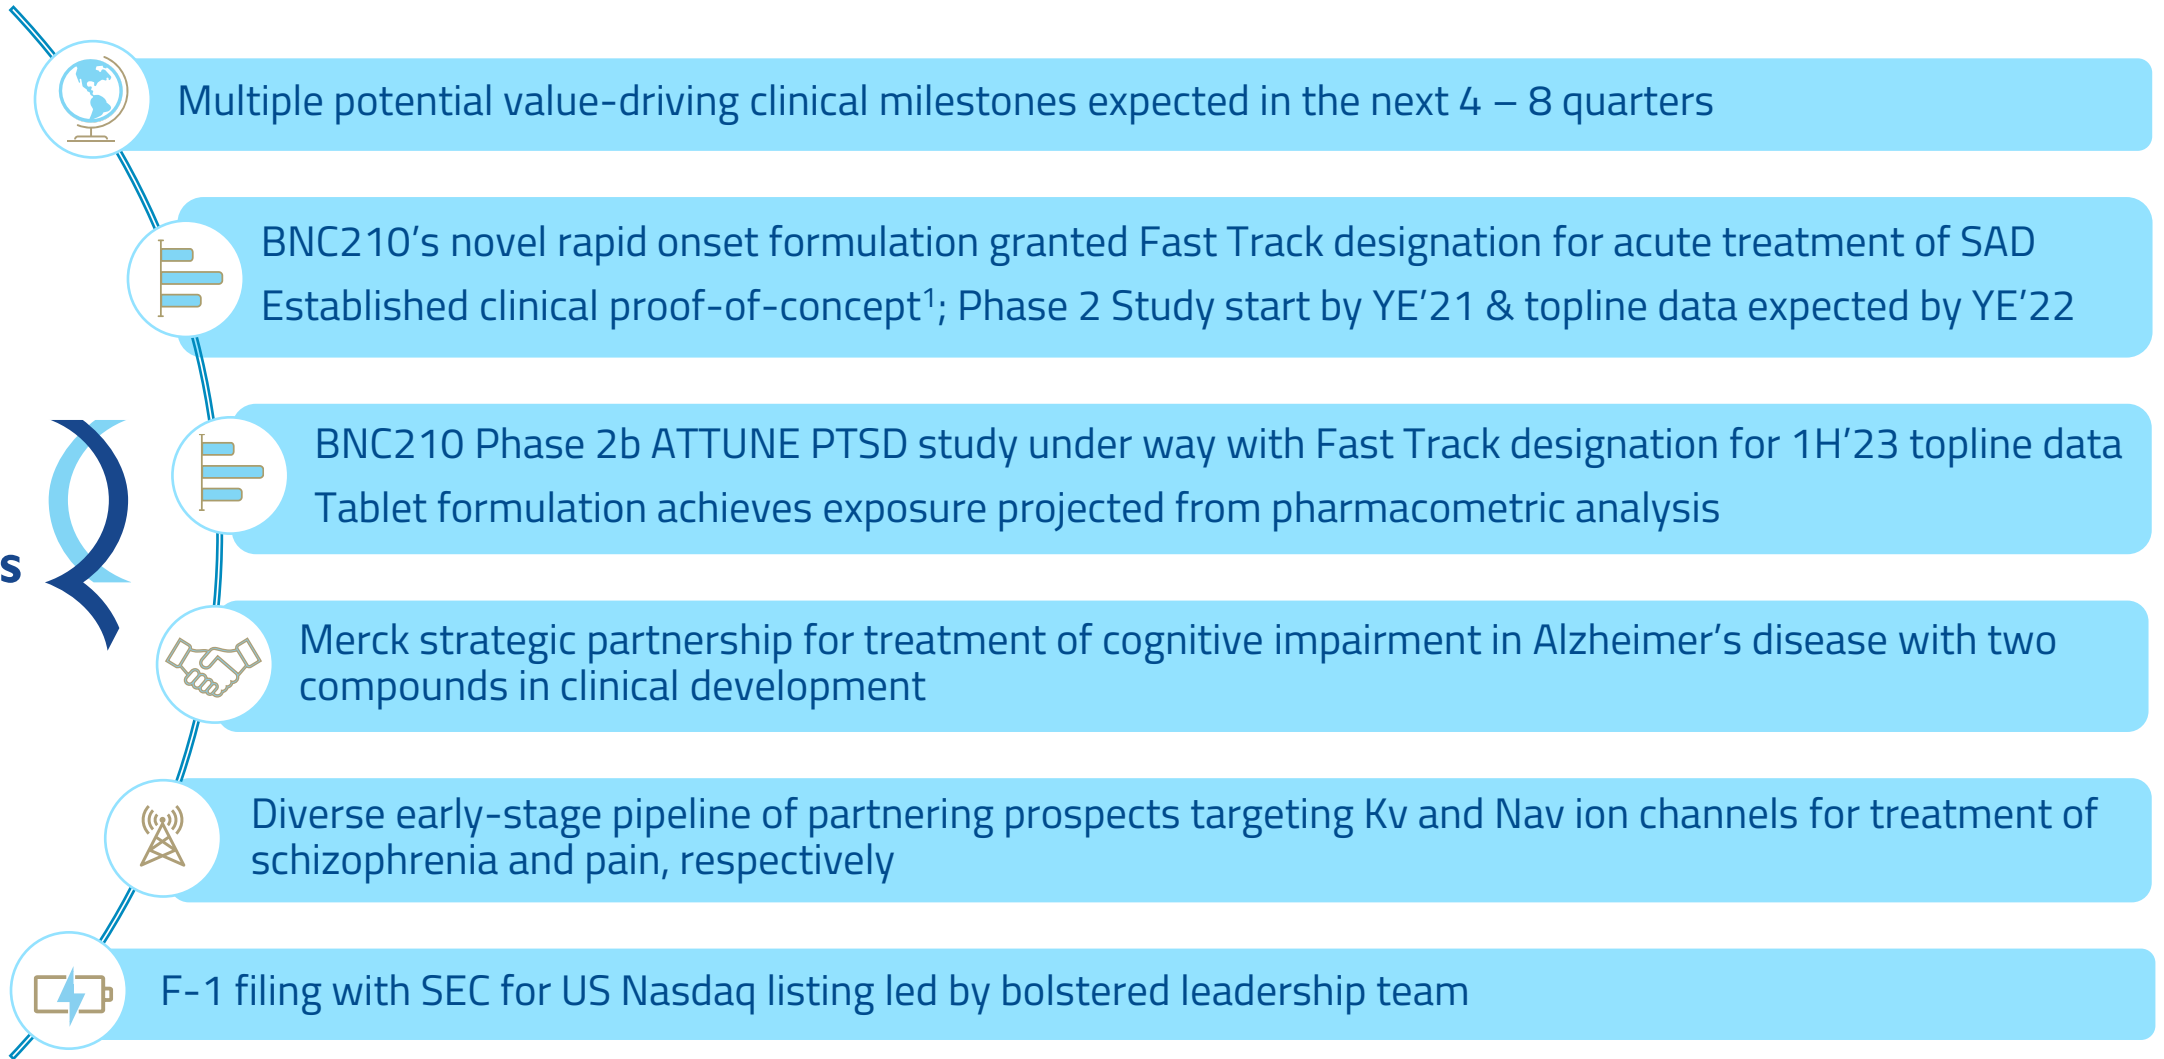 Multiple potential value-driving clinical milestones expected in the next 4 – 8 quarters
BNC210’s novel rapid onset formulation granted Fast Track designation for acute treatment of SAD
Established clinical proof-of-concept¹; Phase 2 Study start by YE’21 & topline data expected by YE’22
BNC210 Phase 2b ATTUNE PTSD study under way with Fast Track designation for 1H’23 topline data
Tablet formulation achieves exposure projected from pharmacometric analysis
s
Merck strategic partnership for treatment of cognitive impairment in Alzheimer’s disease with two
compounds in clinical development
Diverse early-stage pipeline of partnering prospects targeting Kv and Nav ion channels for treatment of
schizophrenia and pain, respectively
F-1 filing with SEC for US Nasdaq listing led by bolstered leadership team